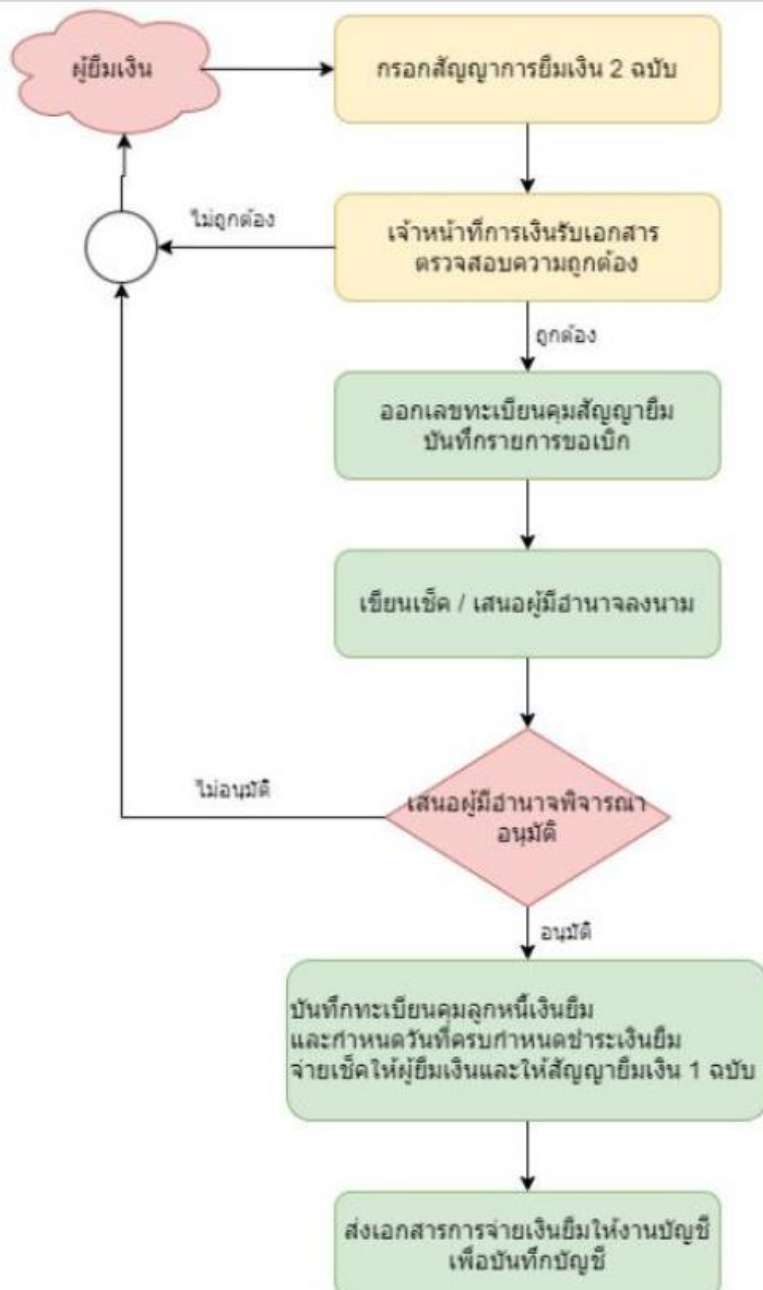 ผู้ยืมเงิน
กรอกสัญญาการยืมเงิน 2 ฉบับ
ไม่ถูกต้อง
เจ้าหน้าที่การเงินรับเอกสาร
ตรวจสอบความถูกต้อง
ถูกต้อง
ออกเลขทะเบียนคุมสัญญายืม
บันทึกรายการขอเบิก
เขียนเช็ค / เสนอผู้มีอำนาจลงนาม
ไม่อนุมัติ
เสนอผู้มีอำนาจพิจารณา
อนุมัติ
อนุมัติ
บันทึกทะเบียนคุมลูกหนี้เงินยืม
และกำหนดวันที่ครบกำหนดชำระเงินยืม
จ่ายเช็คให้ผู้ยืมเงินและให้สัญญายืมเงิน 1 ฉบับ
ส่งเอกสารการจ่ายเงินยืมให้งานบัญชี
เพื่อบันทึกบัญชี